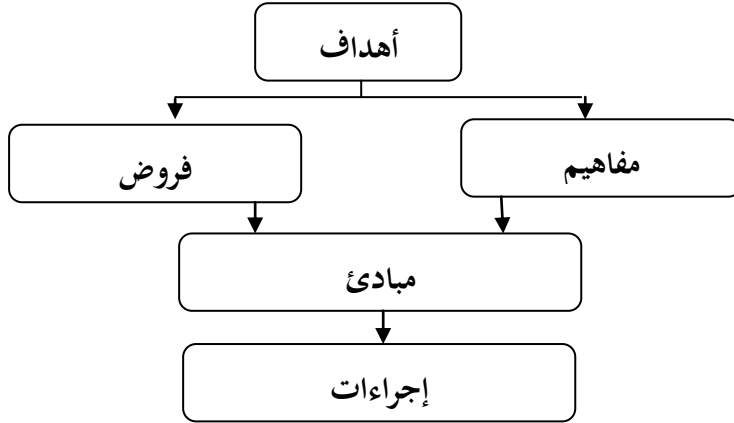 أهداف
مفاهيم
فروض
مبادئ
إجراءات